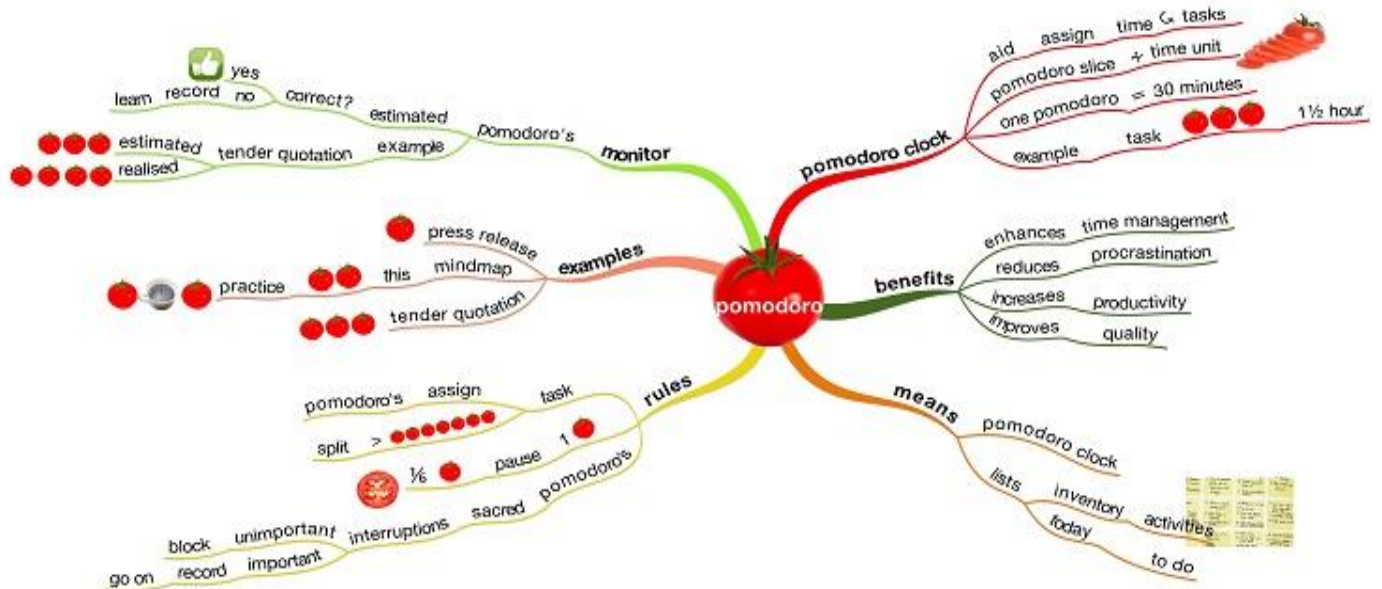 pomodoro
pomodoro clock
aid assign time & tasks
pomodoro slice ÷ time unit
one pomodoro = 30 minutes
example task 1½ hour
benefits
enhances time management
reduces procrastination
increases productivity
improves quality
means
pomodoro clock
lists
inventory activities
today
to do
rules
task
assign pomodoro's
> split
1 pause ⅙
pomodoro's sacred interruptions
unimportant block
important record go on
examples
press release
mindmap this practice
tender quotation
monitor
pomodoro's
estimated correct?
yes
no record learn
example tender quotation
estimated
realised